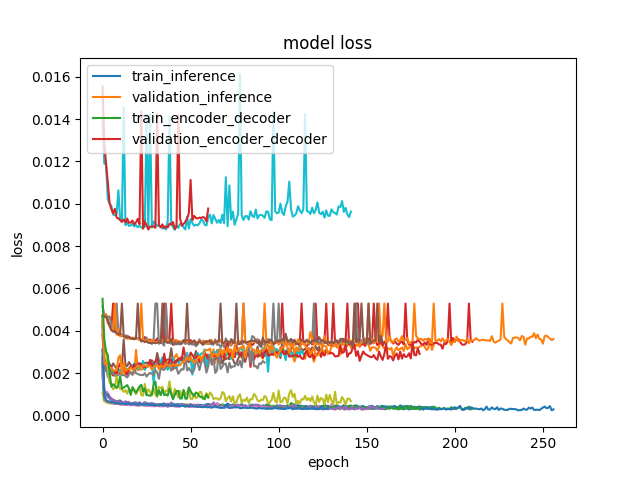 model loss
train_inference
validation_inference
train_encoder_decoder
validation_encoder_decoder
0.016
0.014
0.012
0.010
0.008
0.006
0.004
0.002
0.000
loss
0 50 100 150 200 250
epoch